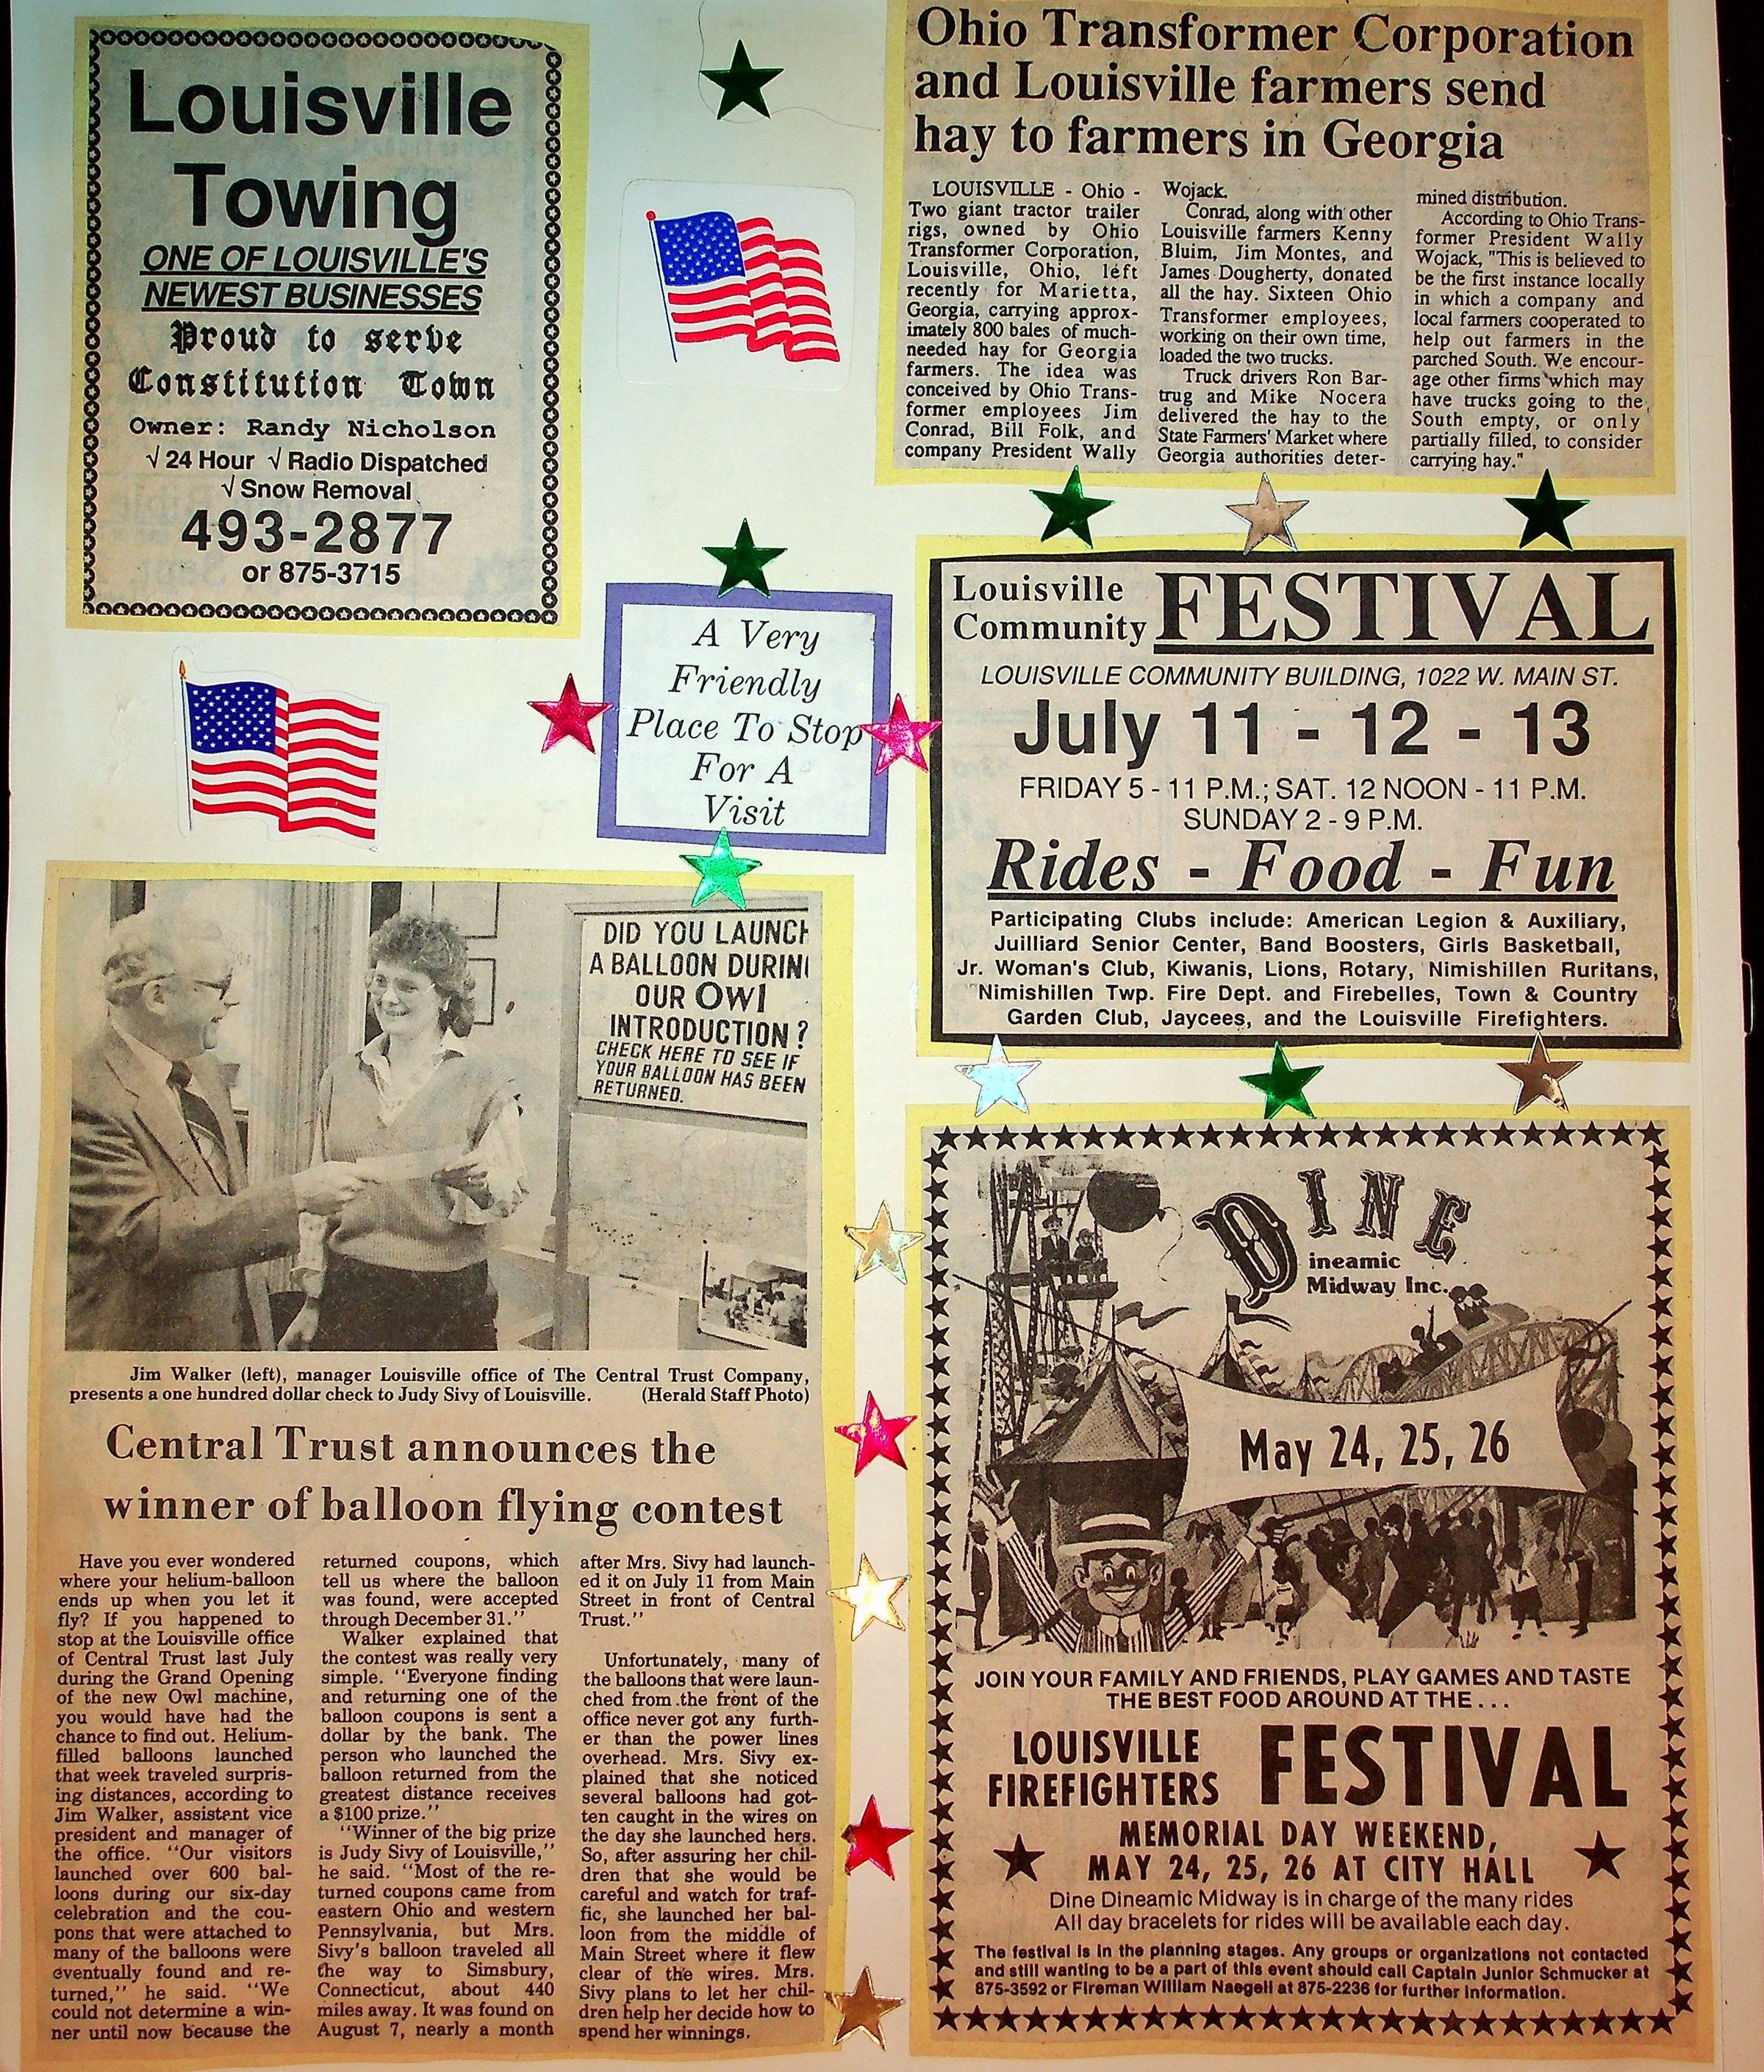 Louisville
Towing
ONE OF LOUISVILLE'S
NEWEST BUSINESSES
Proud to serve
Constitution Town
Owner: Randy Nicholson
√ 24 Hour √ Radio Dispatched
√ Snow Removal
493-2877
or 875-3715
Ohio Transformer Corporation
and Louisville farmers send
hay to farmers in Georgia
LOUISVILLE - Ohio -
Two giant tractor trailer
rigs, owned by Ohio
Transformer Corporation,
Louisville, Ohio, left
recently for Marietta,
Georgia, carrying approx-
imately 800 bales of much-
needed hay for Georgia
farmers. The idea was
conceived by Ohio Trans-
former employees Jim
Conrad, Bill Folk, and
company President Wally
Wojack.
Conrad, along with other
Louisville farmers Kenny
Bluim, Jim Montes, and
James Dougherty, donated
all the hay. Sixteen Ohio
Transformer employees,
working on their own time,
loaded the two trucks.
Truck drivers Ron Bar-
trug and Mike Nocera
delivered the hay to the
State Farmers' Market where
Georgia authorities deter-
mined distribution.
According to Ohio Trans-
former President Wally
Wojack, "This is believed to
be the first instance locally
in which a company and
local farmers cooperated to
help out farmers in the
parched South. We encour-
age other firms which may
have trucks going to the
South empty, or only
partially filled, to consider
carrying hay."
A Very
Friendly
Place To Stop
For A
Visit
Louisville
Community FESTIVAL
LOUISVILLE COMMUNITY BUILDING, 1022 W. MAIN ST.
July 11 - 12 - 13
FRIDAY 5 - 11 P.M.; SAT. 12 NOON - 11 P.M.
SUNDAY 2 - 9 P.M.
Rides - Food - Fun
Participating Clubs include: American Legion & Auxiliary,
Juilliard Senior Center, Band Boosters, Girls Basketball,
Jr. Woman's Club, Kiwanis, Lions, Rotary, Nimishillen Ruritans,
Nimishillen Twp. Fire Dept. and Firebelles, Town & Country
Garden Club, Jaycees, and the Louisville Firefighters.
DID YOU LAUNCH
A BALLOON DURIN
OUR OWl
INTRODUCTION ?
CHECK HERE TO SEE IF
YOUR BALLOON HAS BEEN
RETURNED.
Jim Walker (left), manager Louisville office of The Central Trust Company,
presents a one hundred dollar check to Judy Sivy of Louisville. (Herald Staff Photo)
Central Trust announces the
winner of balloon flying contest
Have you ever wondered
where your helium-balloon
ends up when you let it
fly? If you happened to
stop at the Louisville office
of Central Trust last July
during the Grand Opening
of the new Owl machine,
you would have had the
chance to find out. Helium-
filled balloons launched
that week traveled surpris-
ing distances, according to
Jim Walker, assistant vice
president and manager of
the office. "Our visitors
launched over 600 bal-
loons during our six-day
celebration and the cou-
pons that were attached to
many of the balloons were
eventually found and re-
turned," he said. "We
could not determine a win-
ner until now because the
returned coupons, which
tell us where the balloon
was found, were accepted
through December 31."
Walker explained that
the contest was really very
simple. "Everyone finding
and returning one of the
balloon coupons is sent a
dollar by the bank. The
person who launched the
balloon returned from the
greatest distance receives
a $100 prize."
"Winner of the big prize
is Judy Sivy of Louisville,"
he said. "Most of the re-
turned coupons came from
eastern Ohio and western
Pennsylvania, but Mrs.
Sivy's balloon traveled all
the way to Simsbury,
Connecticut, about 440
miles away. It was found on
August 7, nearly a month
after Mrs. Sivy had launch-
ed it on July 11 from Main
Street in front of Central
Trust."
Unfortunately, many of
the balloons that were laun-
ched from the front of the
office never got any furth-
er than the power lines
overhead. Mrs. Sivy ex-
plained that she noticed
several balloons had got-
ten caught in the wires on
the day she launched hers.
So, after assuring her chil-
dren that she would be
careful and watch for traf-
fic, she launched her bal-
loon from the middle of
Main Street where it flew
clear of the wires. Mrs.
Sivy plans to let her chil-
dren help her decide how to
spend her winnings.
DINE
ineamic
Midway Inc.
May 24, 25, 26
JOIN YOUR FAMILY AND FRIENDS, PLAY GAMES AND TASTE
THE BEST FOOD AROUND AT THE . . .
LOUISVILLE
FIREFIGHTERS FESTIVAL
MEMORIAL DAY WEEKEND,
MAY 24, 25, 26 AT CITY HALL
Dine Dineamic Midway is in charge of the many rides
All day bracelets for rides will be available each day.
The festival is in the planning stages. Any groups or organizations not contacted
and still wanting to be a part of this event should call Captain Junior Schmucker at
875-3592 or Fireman William Naegeli at 875-2236 for further information.